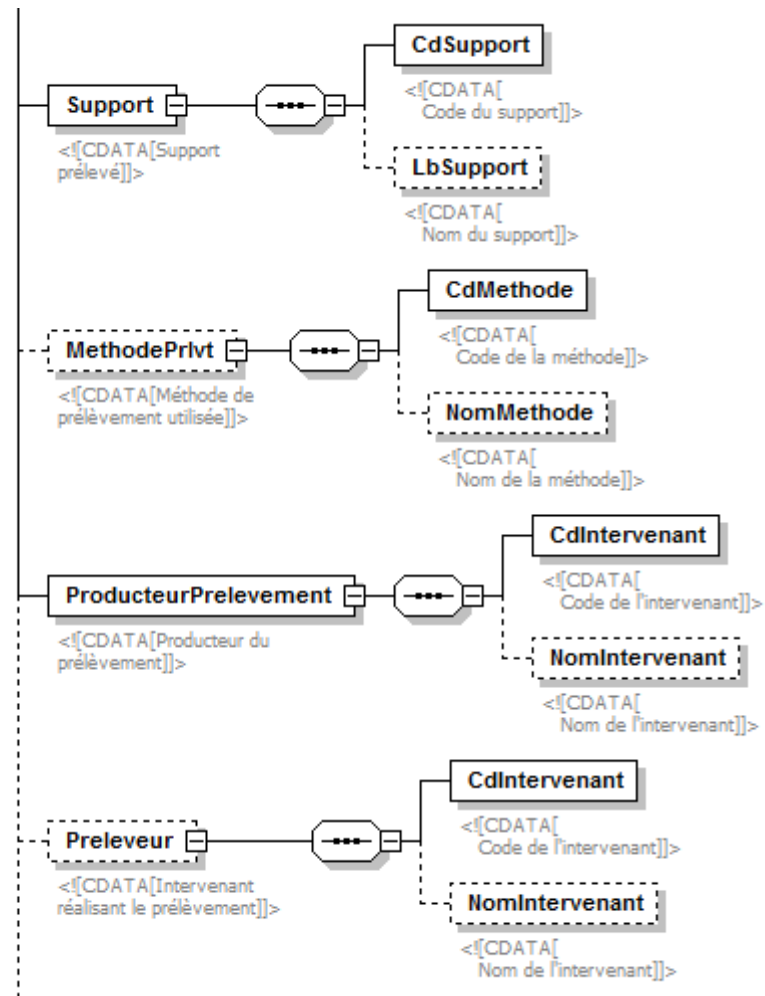 CdSupport
<![CDATA[
Code du support]]>
Support
<![CDATA[Support
prélevé]]>
LbSupport
<![CDATA[
Nom du support]]>
CdMethode
<![CDATA[
Code de la méthode]]>
MethodePrlvt
<![CDATA[Méthode de
prélèvement utilisée]]>
NomMethode
<![CDATA[
Nom de la méthode]]>
CdIntervenant
<![CDATA[
Code de l'intervenant]]>
ProducteurPrelevement
<![CDATA[Producteur du
prélèvement]]>
NomIntervenant
<![CDATA[
Nom de l'intervenant]]>
CdIntervenant
<![CDATA[
Code de l'intervenant]]>
Preleveur
<![CDATA[Intervenant
réalisant le prélèvement]]>
NomIntervenant
<![CDATA[
Nom de l'intervenant]]>